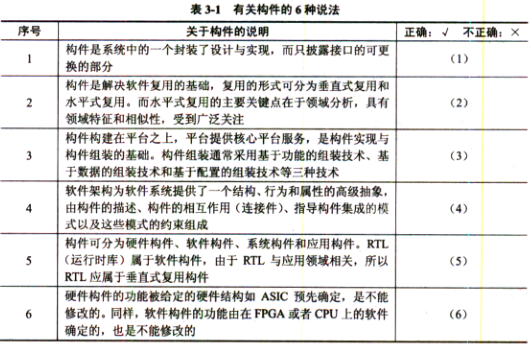 表 3-1 有关构件的 6 种说法
序号 关于构件的说明 正确：√ 不正确：×
1 构件是系统中的一个封装了设计与实现，而只披露接口的可更
换的部分 （1）
2 构件是解决软件复用的基础，复用的形式可分为垂直式复用和
水平式复用。而水平式复用的主要关键点在于领域分析，具有
领域特征和相似性，受到广泛关注 （2）
3 构件构建在平台之上，平台提供核心平台服务，是构件实现与
构件组装的基础。构件组装通常采用基于功能的组装技术、基
于数据的组装技术和基于配置的组装技术等三种技术 （3）
4 软件架构为软件系统提供了一个结构、行为和属性的高级抽象，
由构件的描述、构件的相互作用（连接件）、指导构件集成的模
式以及这些模式的约束组成 （4）
5 构件可分为硬件构件、软件构件、系统构件和应用构件。RTL
（运行时库）属于软件构件，由于 RTL 与应用领域相关，所以
RTL 应属于垂直式复用构件 （5）
6 硬件构件的功能被给定的硬件结构如 ASIC 预先确定，是不能
修改的。同样，软件构件的功能由在 FPGA 或者 CPU 上的软件
确定的，也是不能修改的 （6）